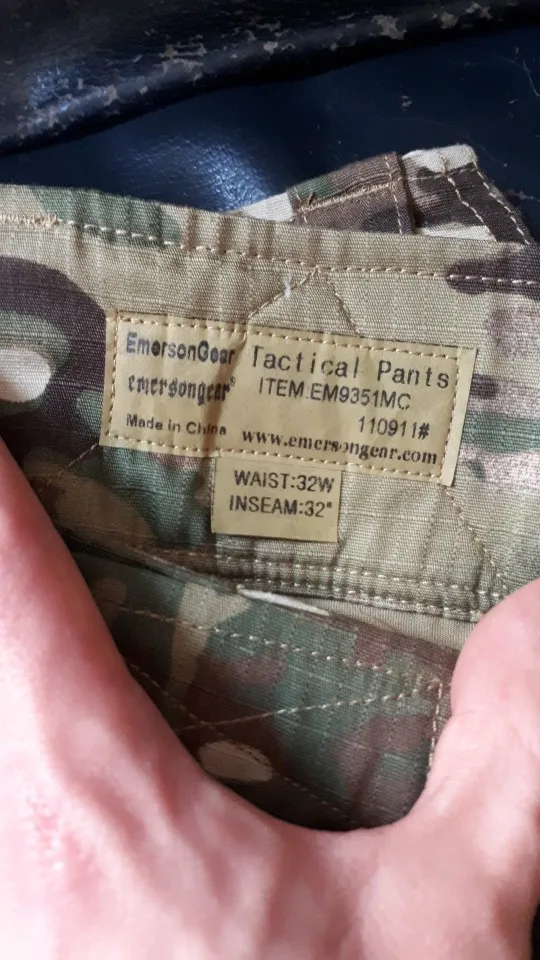 EmersonGear
emersongear®
Made in China
Tactical Pants
ITEM.EM9351MC
110911#
www.emersongear.com
WAIST:32W
INSEAM:32"